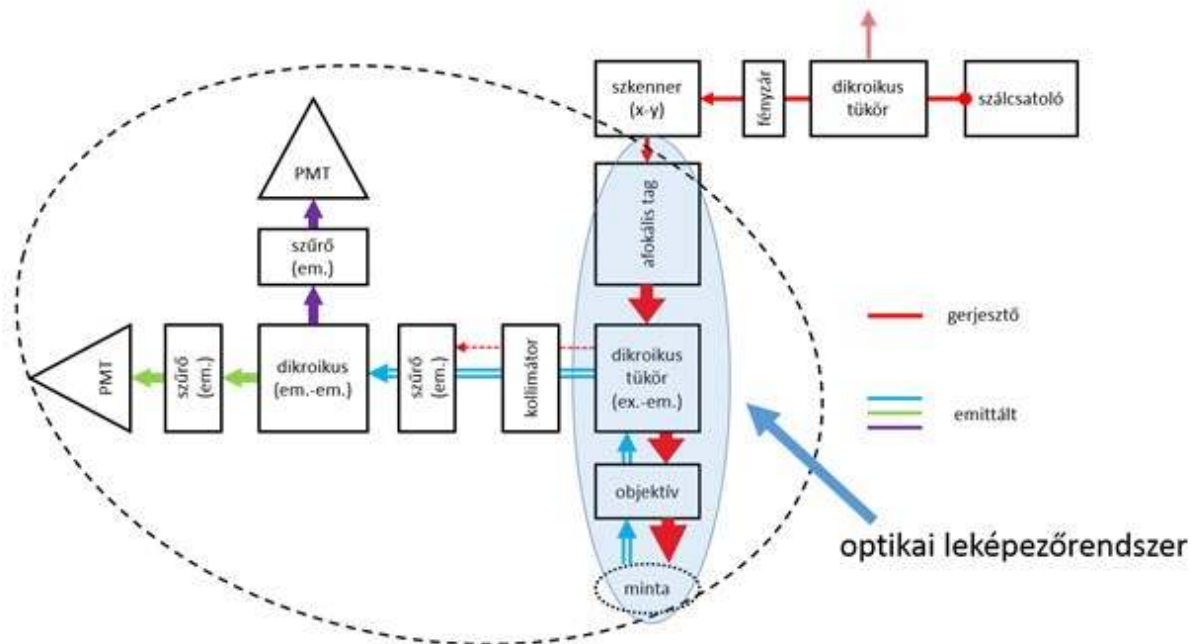 szkenner
(x-y)
fényzár
dikroikus
tükör
szálcsatoló
PMT
afokális tag
szűrő
(em.)
gerjesztő
PMT
szűrő
(em.)
dikroikus
(em.-em.)
szűrő
(em.)
kollimátor
dikroikus
tükör
(ex.-em.)
emittált
objektív
optikai leképezőrendszer
minta